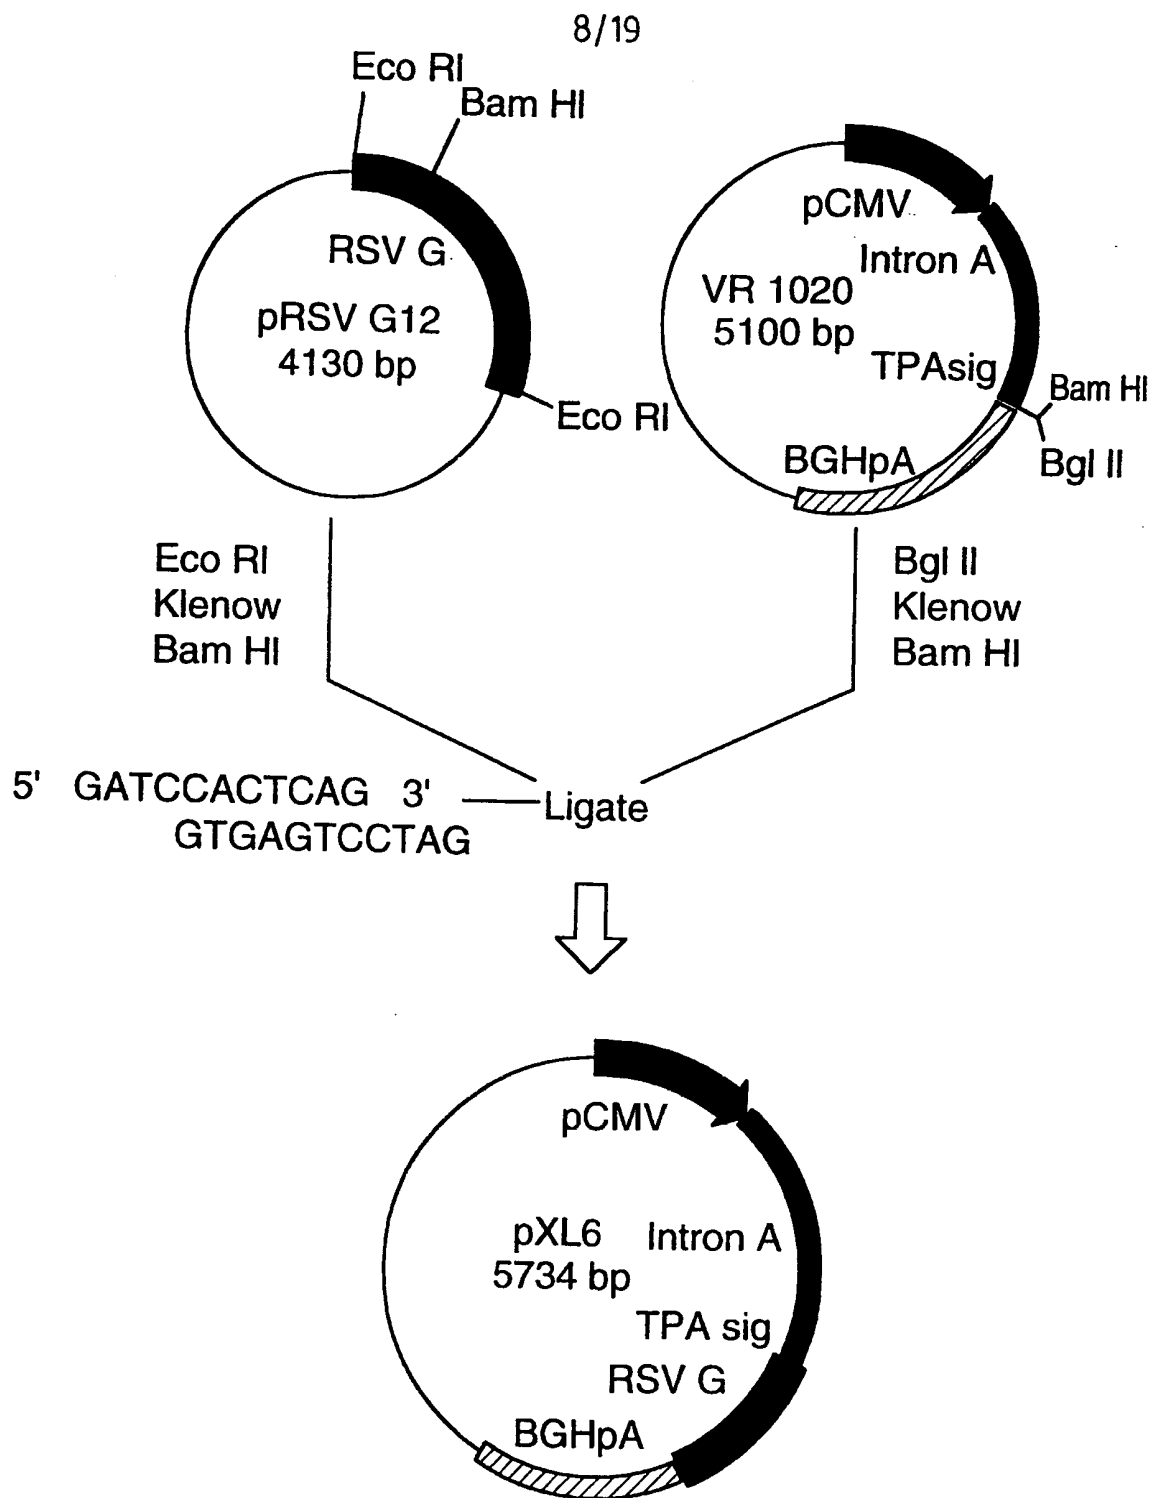 8/19
Eco RI
Bam HI
RSV G
pRSV G12
4130 bp
Eco RI
pCMV
Intron A
VR 1020
5100 bp
TPAsig
Bam HI
Bgl II
BGHpA
Eco RI
Klenow
Bam HI
Bgl II
Klenow
Bam HI
5' GATCCACTCAG 3'
GTGAGTCCTAG
Ligate
pCMV
pXL6
5734 bp
Intron A
TPA sig
RSV G
BGHpA